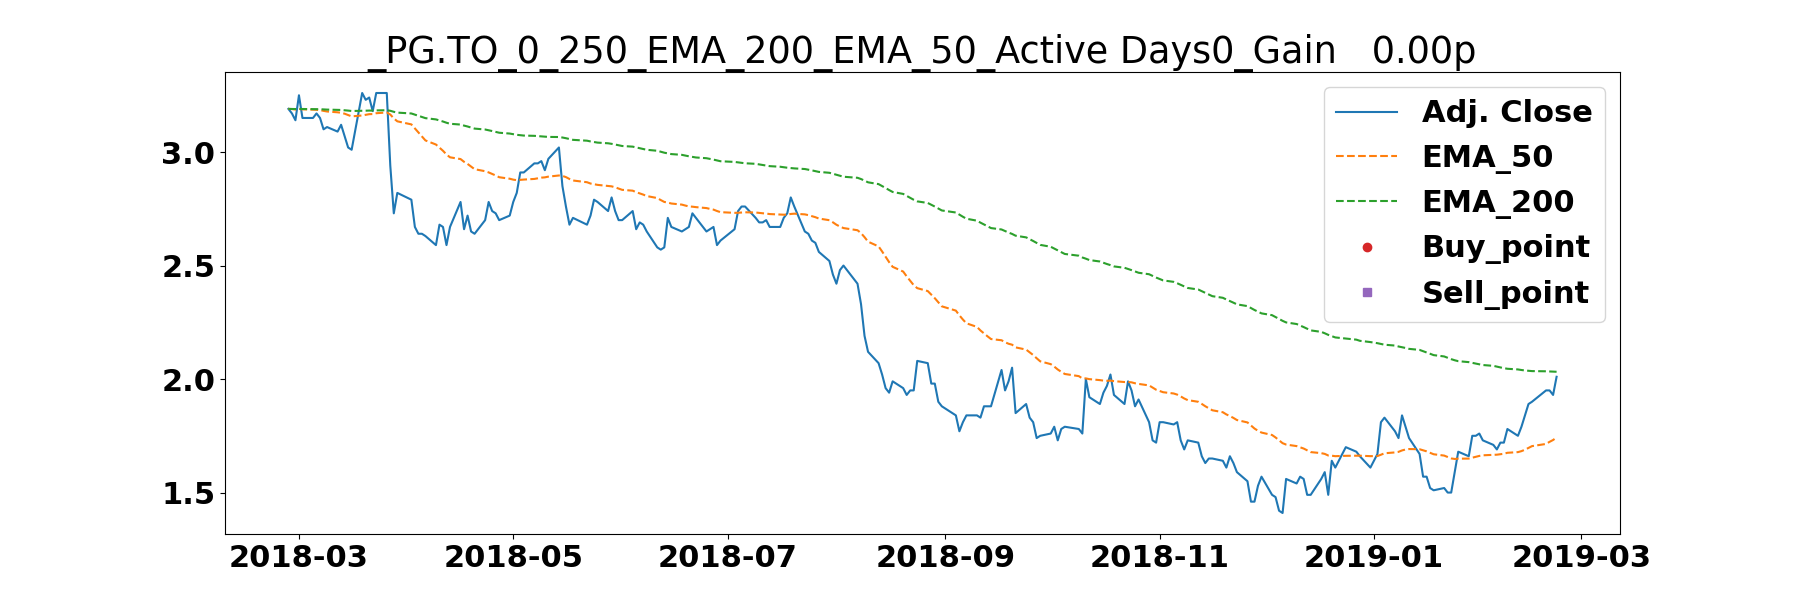 _PG.TO_0_250_EMA_200_EMA_50_Active Days0_Gain   0.00p
3.0
2.5
2.0
1.5
Adj. Close
EMA_50
EMA_200
Buy_point
Sell_point
2018-03 2018-05 2018-07 2018-09 2018-11 2019-01 2019-03